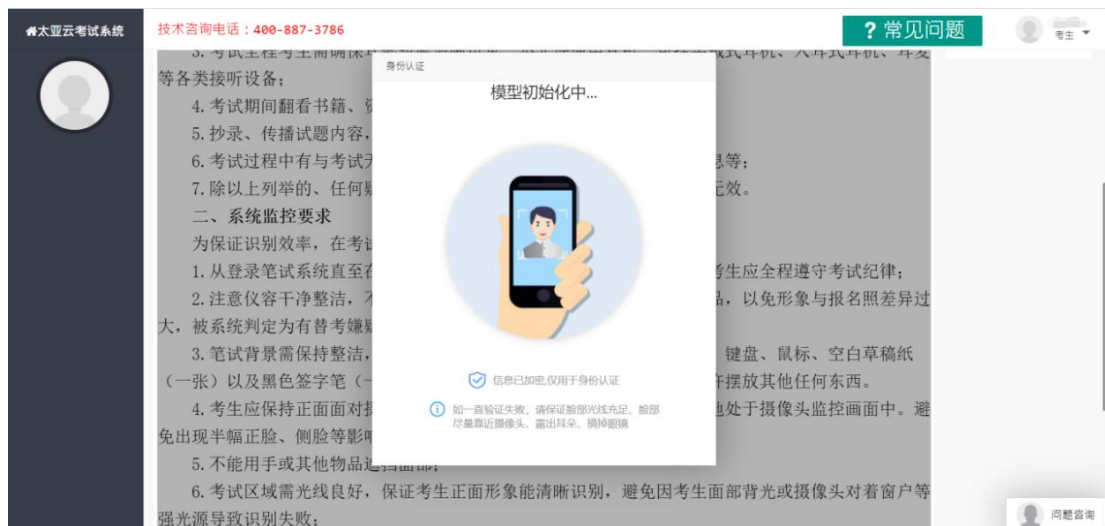 太亚云考试系统
技术咨询电话：400-887-3786
? 常见问题
考生
等各类接听设备；
4.考试期间翻看书籍、
5.抄录、传播试题内容，
6.考试过程中有与考试 息等；
7.除以上列举的、任何 无效。
二、系统监控要求
为保证识别效率，在考试
1.从登录笔试系统直至 考生应全程遵守考试纪律；
2.注意仪容干净整洁， 品，以免形象与报名照差异过
大，被系统判定为有替考嫌疑
3.笔试背景需保持整洁， 键盘、鼠标、空白草稿纸
（一张）以及黑色签字笔（一 许摆放其他任何东西。
4.考生应保持正面面对 地处于摄像头监控画面中。避
免出现半幅正脸、侧脸等影响
5.不能用手或其他物品遮挡面部；
6.考试区域需光线良好，保证考生正面形象能清晰识别，避免因考生面部背光或摄像头对着窗户等
强光源导致识别失败；
身份认证
模型初始化中...
信息已加密,仅用于身份认证
如一直验证失败，请保证脸部光线充足、脸部
尽量靠近摄像头、露出耳朵、摘掉眼镜
问题咨询